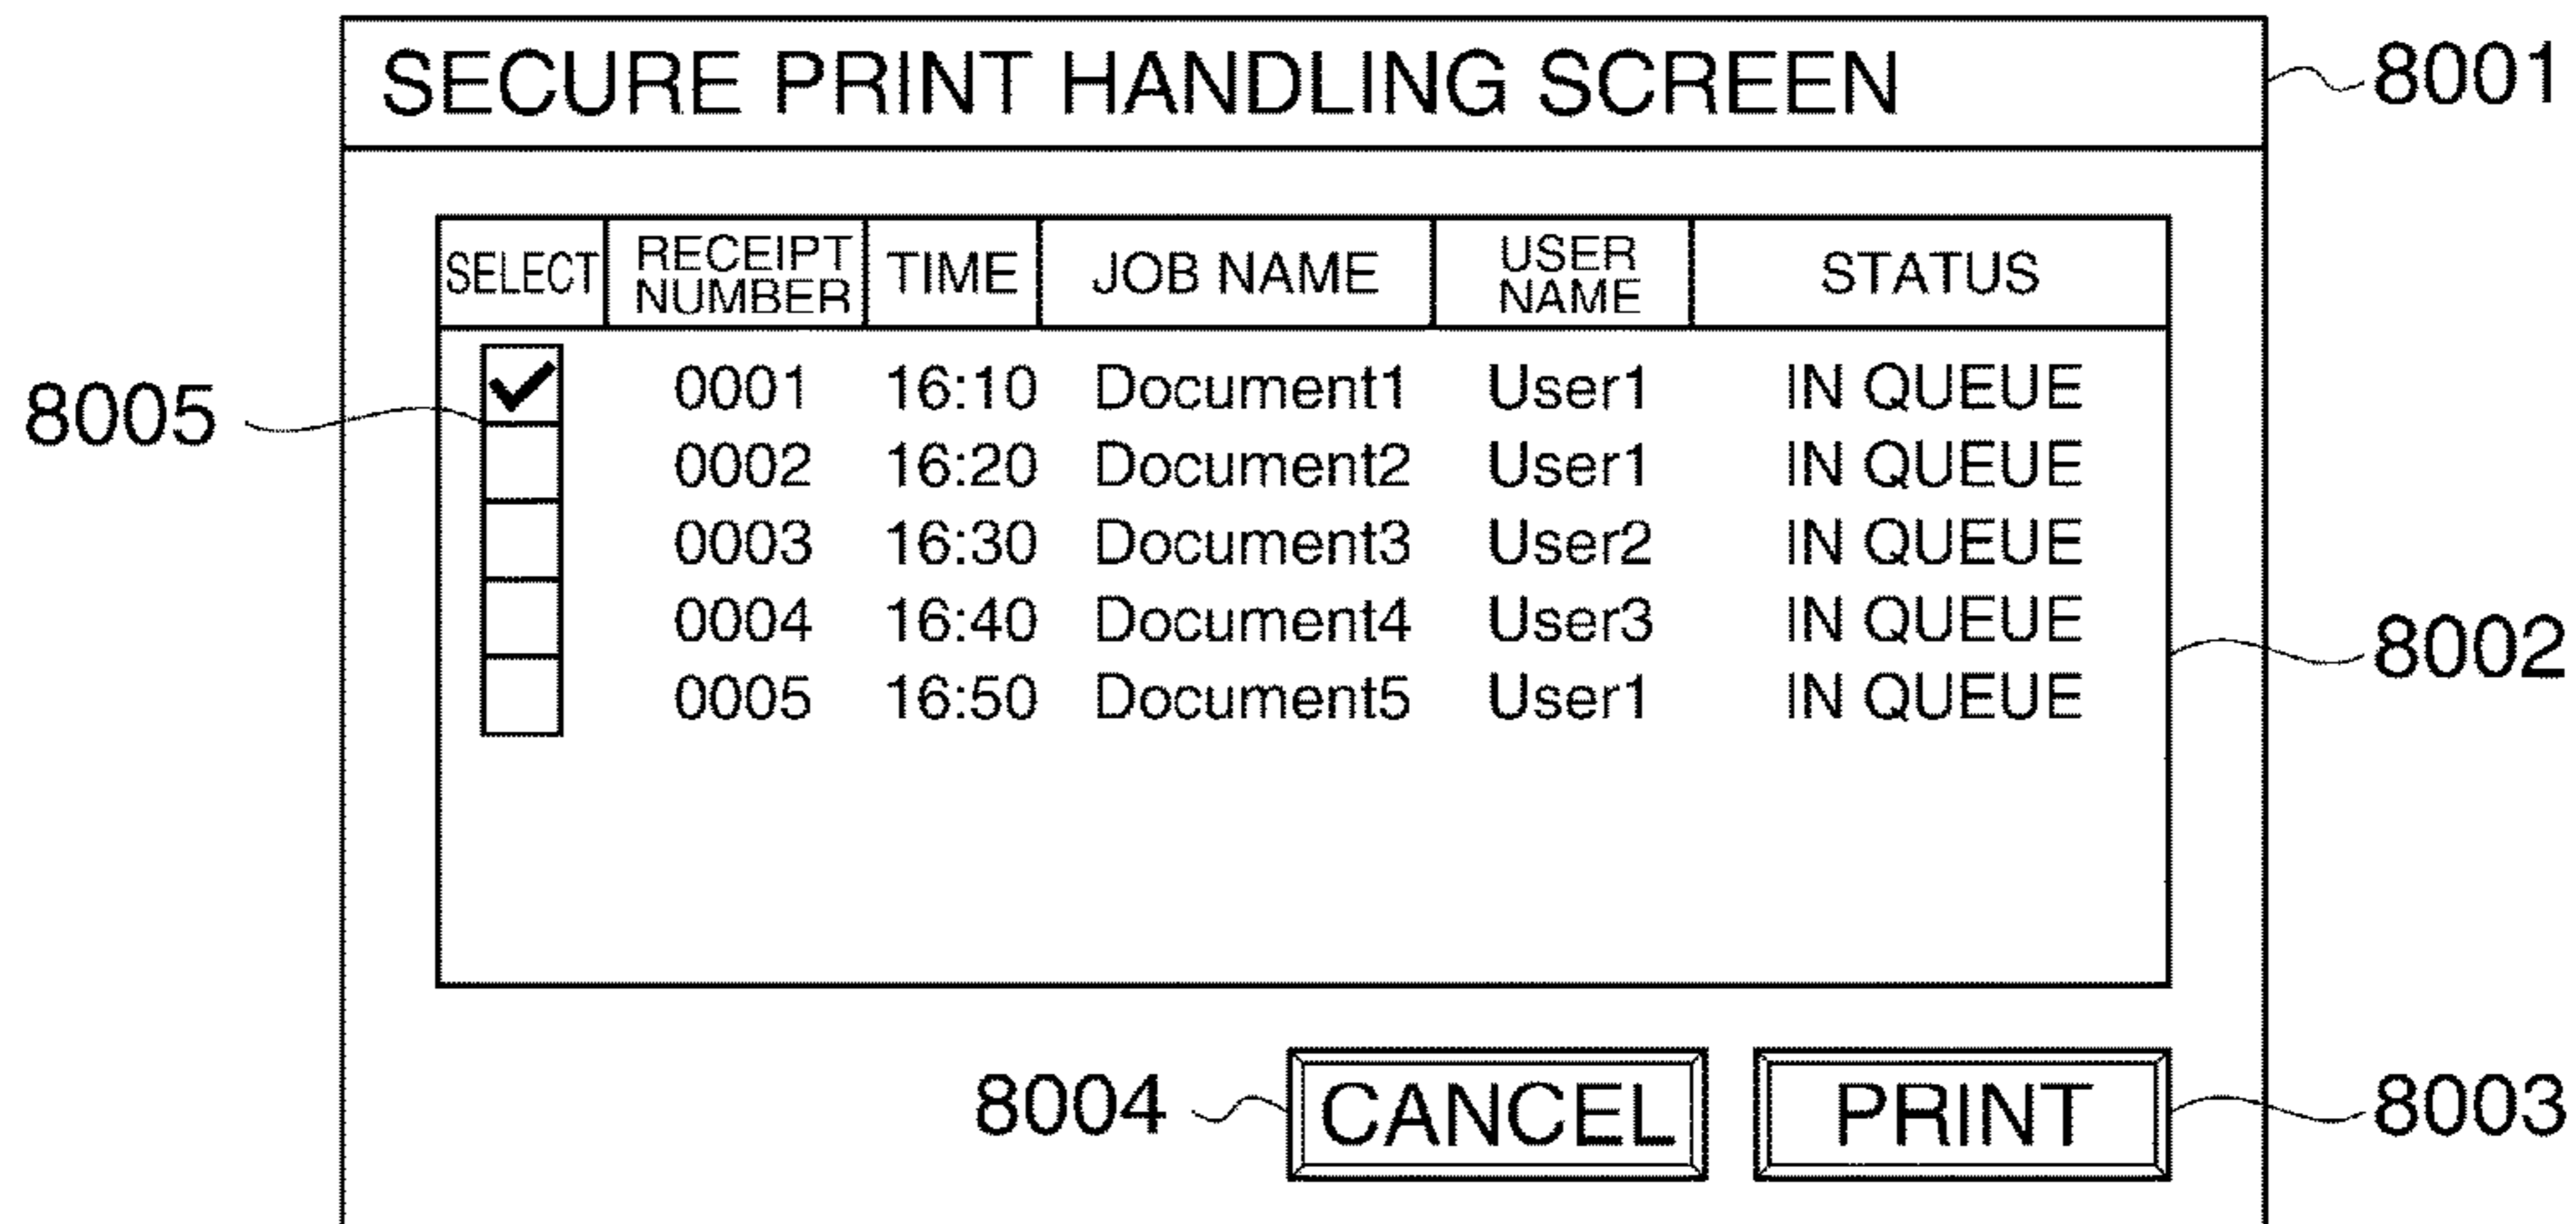 SECURE PRINT HANDLING SCREEN 8001
SELECT RECEIPT NUMBER TIME JOB NAME USER NAME STATUS
0001 16:10 Document1 User1 IN QUEUE
8005
0002 16:20 Document2 User1 IN QUEUE
0003 16:30 Document3 User2 IN QUEUE
0004 16:40 Document4 User3 IN QUEUE
8002
0005 16:50 Document5 User1 IN QUEUE
8004 CANCEL PRINT 8003